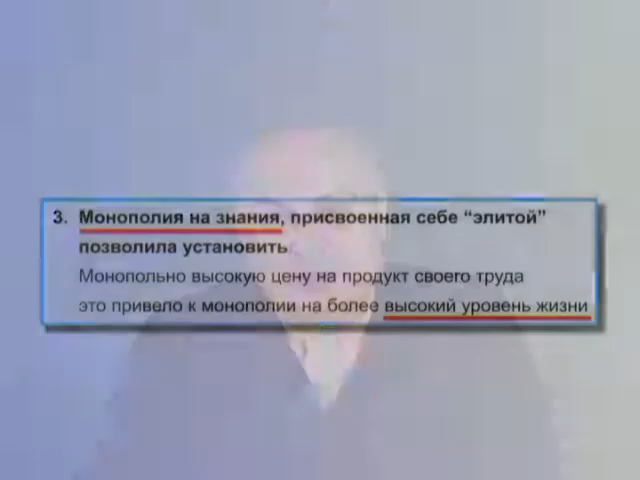 3. Монополия на знания, присвоенная себе “элитой”
позволила установить
Монопольно высокую цену на продукт своего труда
это привело к монополии на более высокий уровень жизни